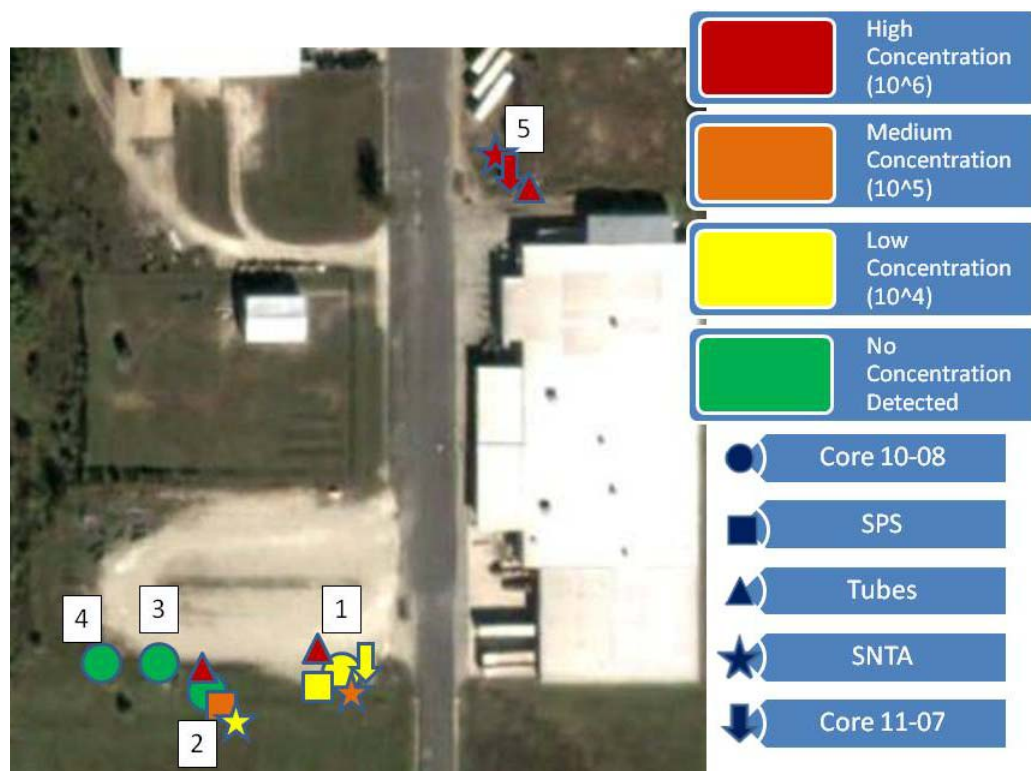 High
Concentration
(10^6)
Medium
Concentration
(10^5)
Low
Concentration
(10^4)
No
Concentration
Detected
Core 10-08
SPS
Tubes
SNTA
Core 11-07
5
1
3
4
2